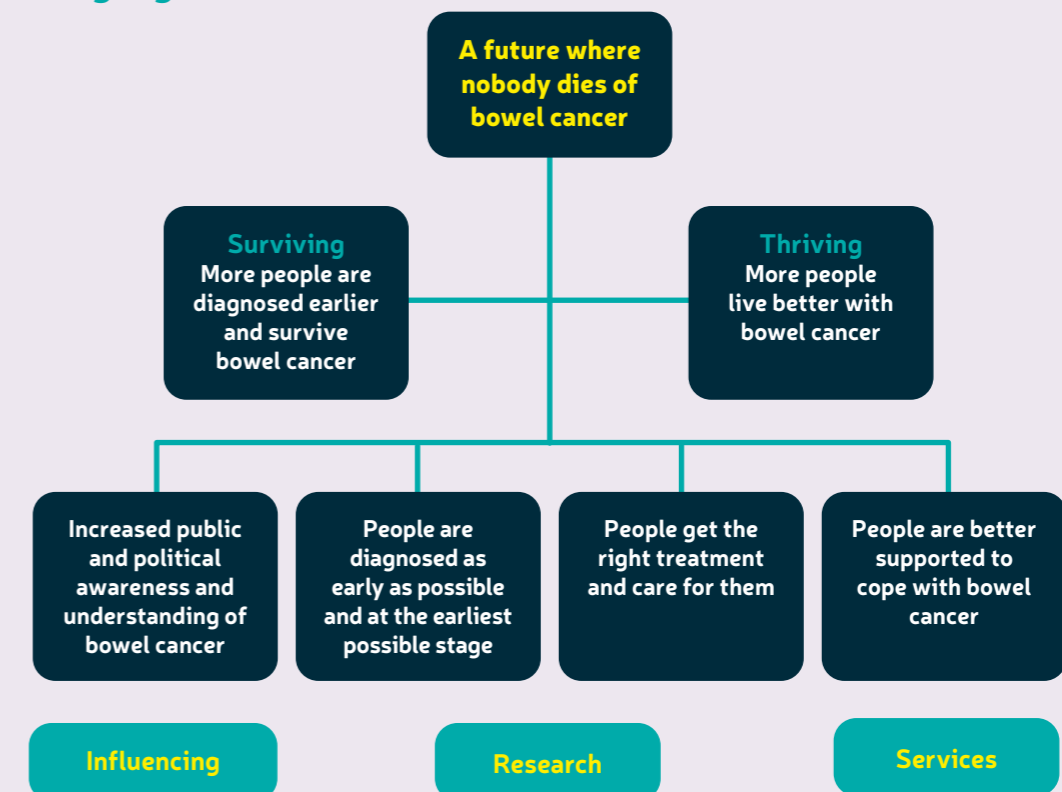 A future where
nobody dies of
bowel cancer
Surviving
More people are
diagnosed earlier
and survive
bowel cancer
Thriving
More people
live better with
bowel cancer
Increased public
and political
awareness and
understanding of
bowel cancer
People are
diagnosed as
early as possible
and at the earliest
possible stage
People get the
right treatment
and care for them
People are better
supported to
cope with bowel
cancer
Influencing
Research
Services